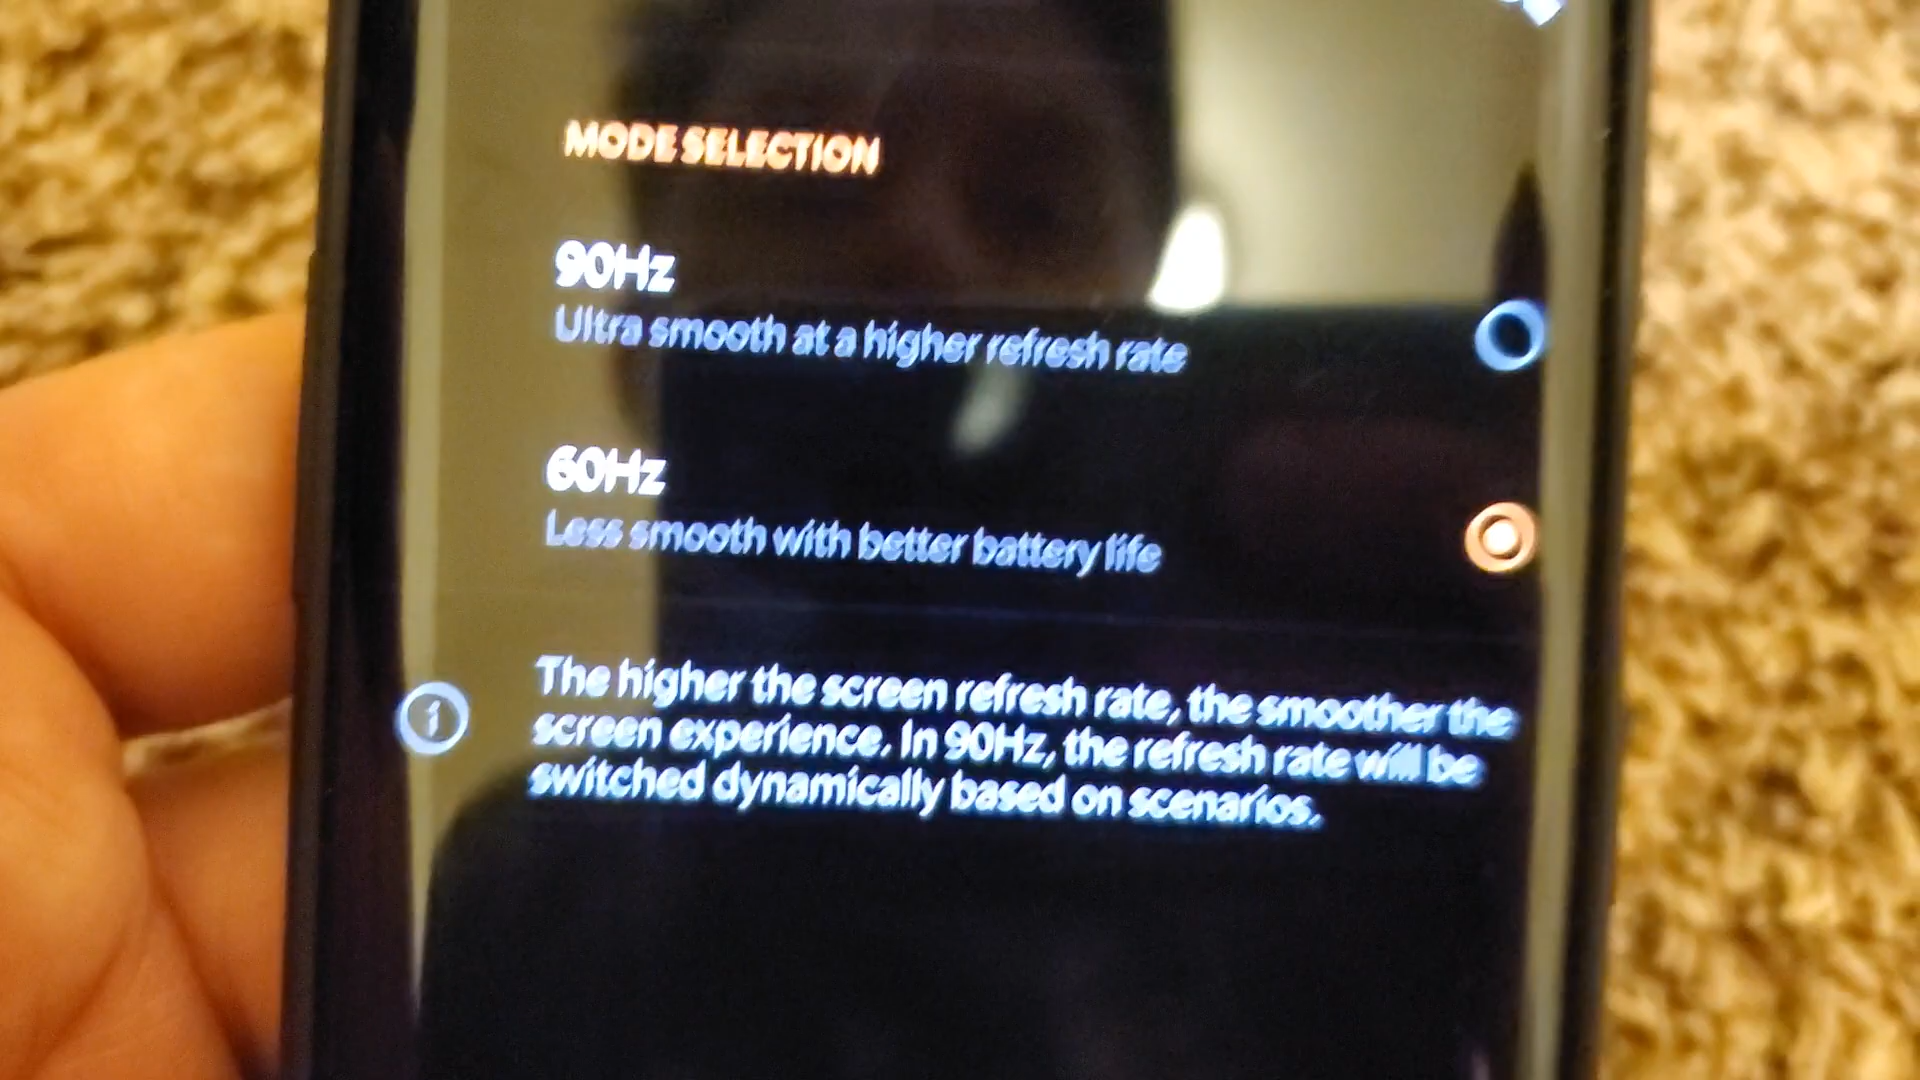 MODE SELECTION
90Hz
Ultra smooth at a higher refresh rate
60Hz
Less smooth with better battery life
The higher the screen refresh rate, the smoother the
screen experience. In 90Hz, the refresh rate will be
switched dynamically based on scenarios.